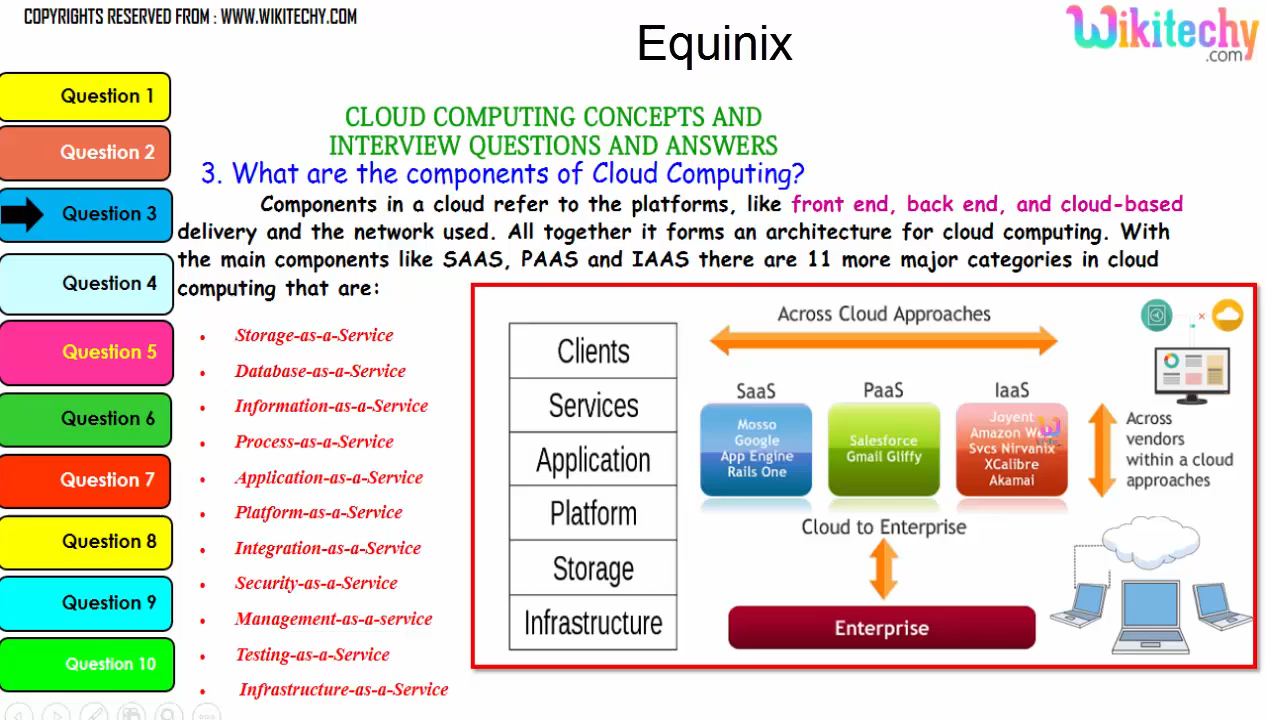 COPYRIGHTS RESERVED FROM : WWW.WIKITECHY.COM
Equinix
Wikitechy
.com
Question 1
Question 2
Question 3
Question 4
Question 5
Question 6
Question 7
Question 8
Question 9
Question 10
CLOUD COMPUTING CONCEPTS AND
INTERVIEW QUESTIONS AND ANSWERS
3. What are the components of Cloud Computing?
Components in a cloud refer to the platforms, like front end, back end, and cloud-based
delivery and the network used. All together it forms an architecture for cloud computing. With
the main components like SAAS, PAAS and IAAS there are 11 more major categories in cloud
computing that are:
• Storage-as-a-Service
• Database-as-a-Service
• Information-as-a-Service
• Process-as-a-Service
• Application-as-a-Service
• Platform-as-a-Service
• Integration-as-a-Service
• Security-as-a-Service
• Management-as-a-service
• Testing-as-a-Service
• Infrastructure-as-a-Service
Clients
Services
Application
Platform
Storage
Infrastructure
Across Cloud Approaches
SaaS
Mosso
Google
App Engine
Rails One
PaaS
Salesforce
Gmail Gliffy
IaaS
Joyent
Amazon
Svcs Nirvanix
XCalibre
Akamai
Across
vendors
within a cloud
approaches
Cloud to Enterprise
Enterprise